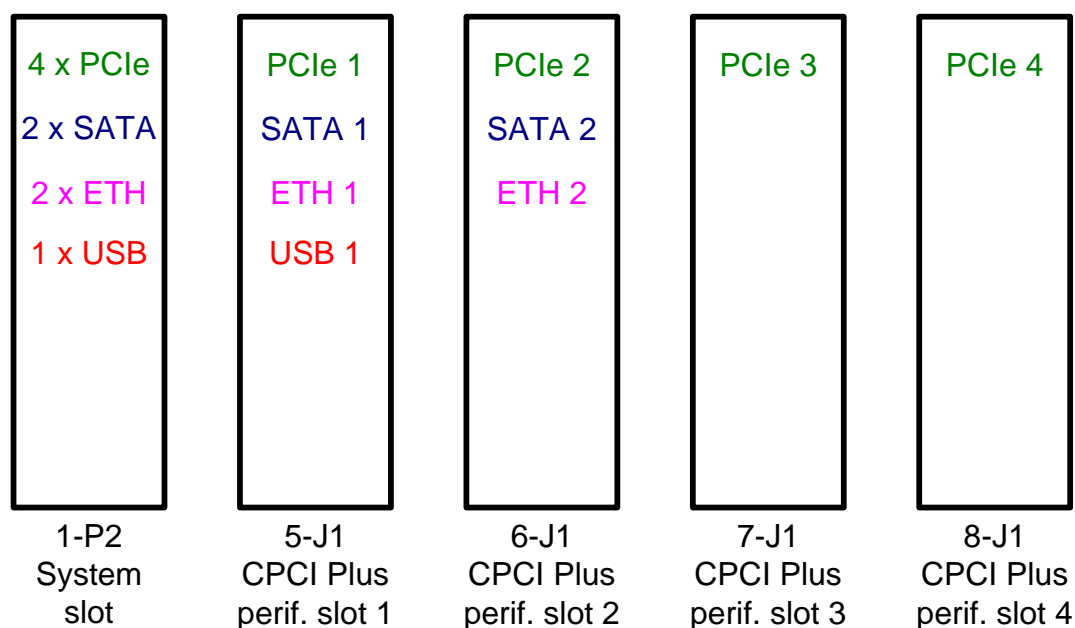 4 x PCIe
2 x SATA
2 x ETH
1 x USB
1-P2
System
slot
PCIe 1
SATA 1
ETH 1
USB 1
5-J1
CPCI Plus
perif. slot 1
PCIe 2
SATA 2
ETH 2
6-J1
CPCI Plus
perif. slot 2
PCIe 3
7-J1
CPCI Plus
perif. slot 3
PCIe 4
8-J1
CPCI Plus
perif. slot 4